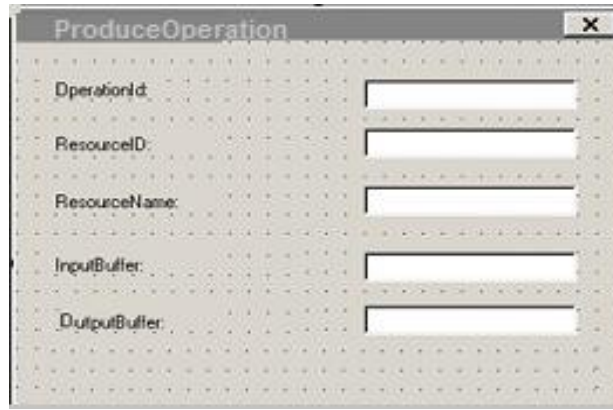 ProduceOperation
OperationId:
ResourceID:
ResourceName:
InputBuffer:
OutputBuffer: